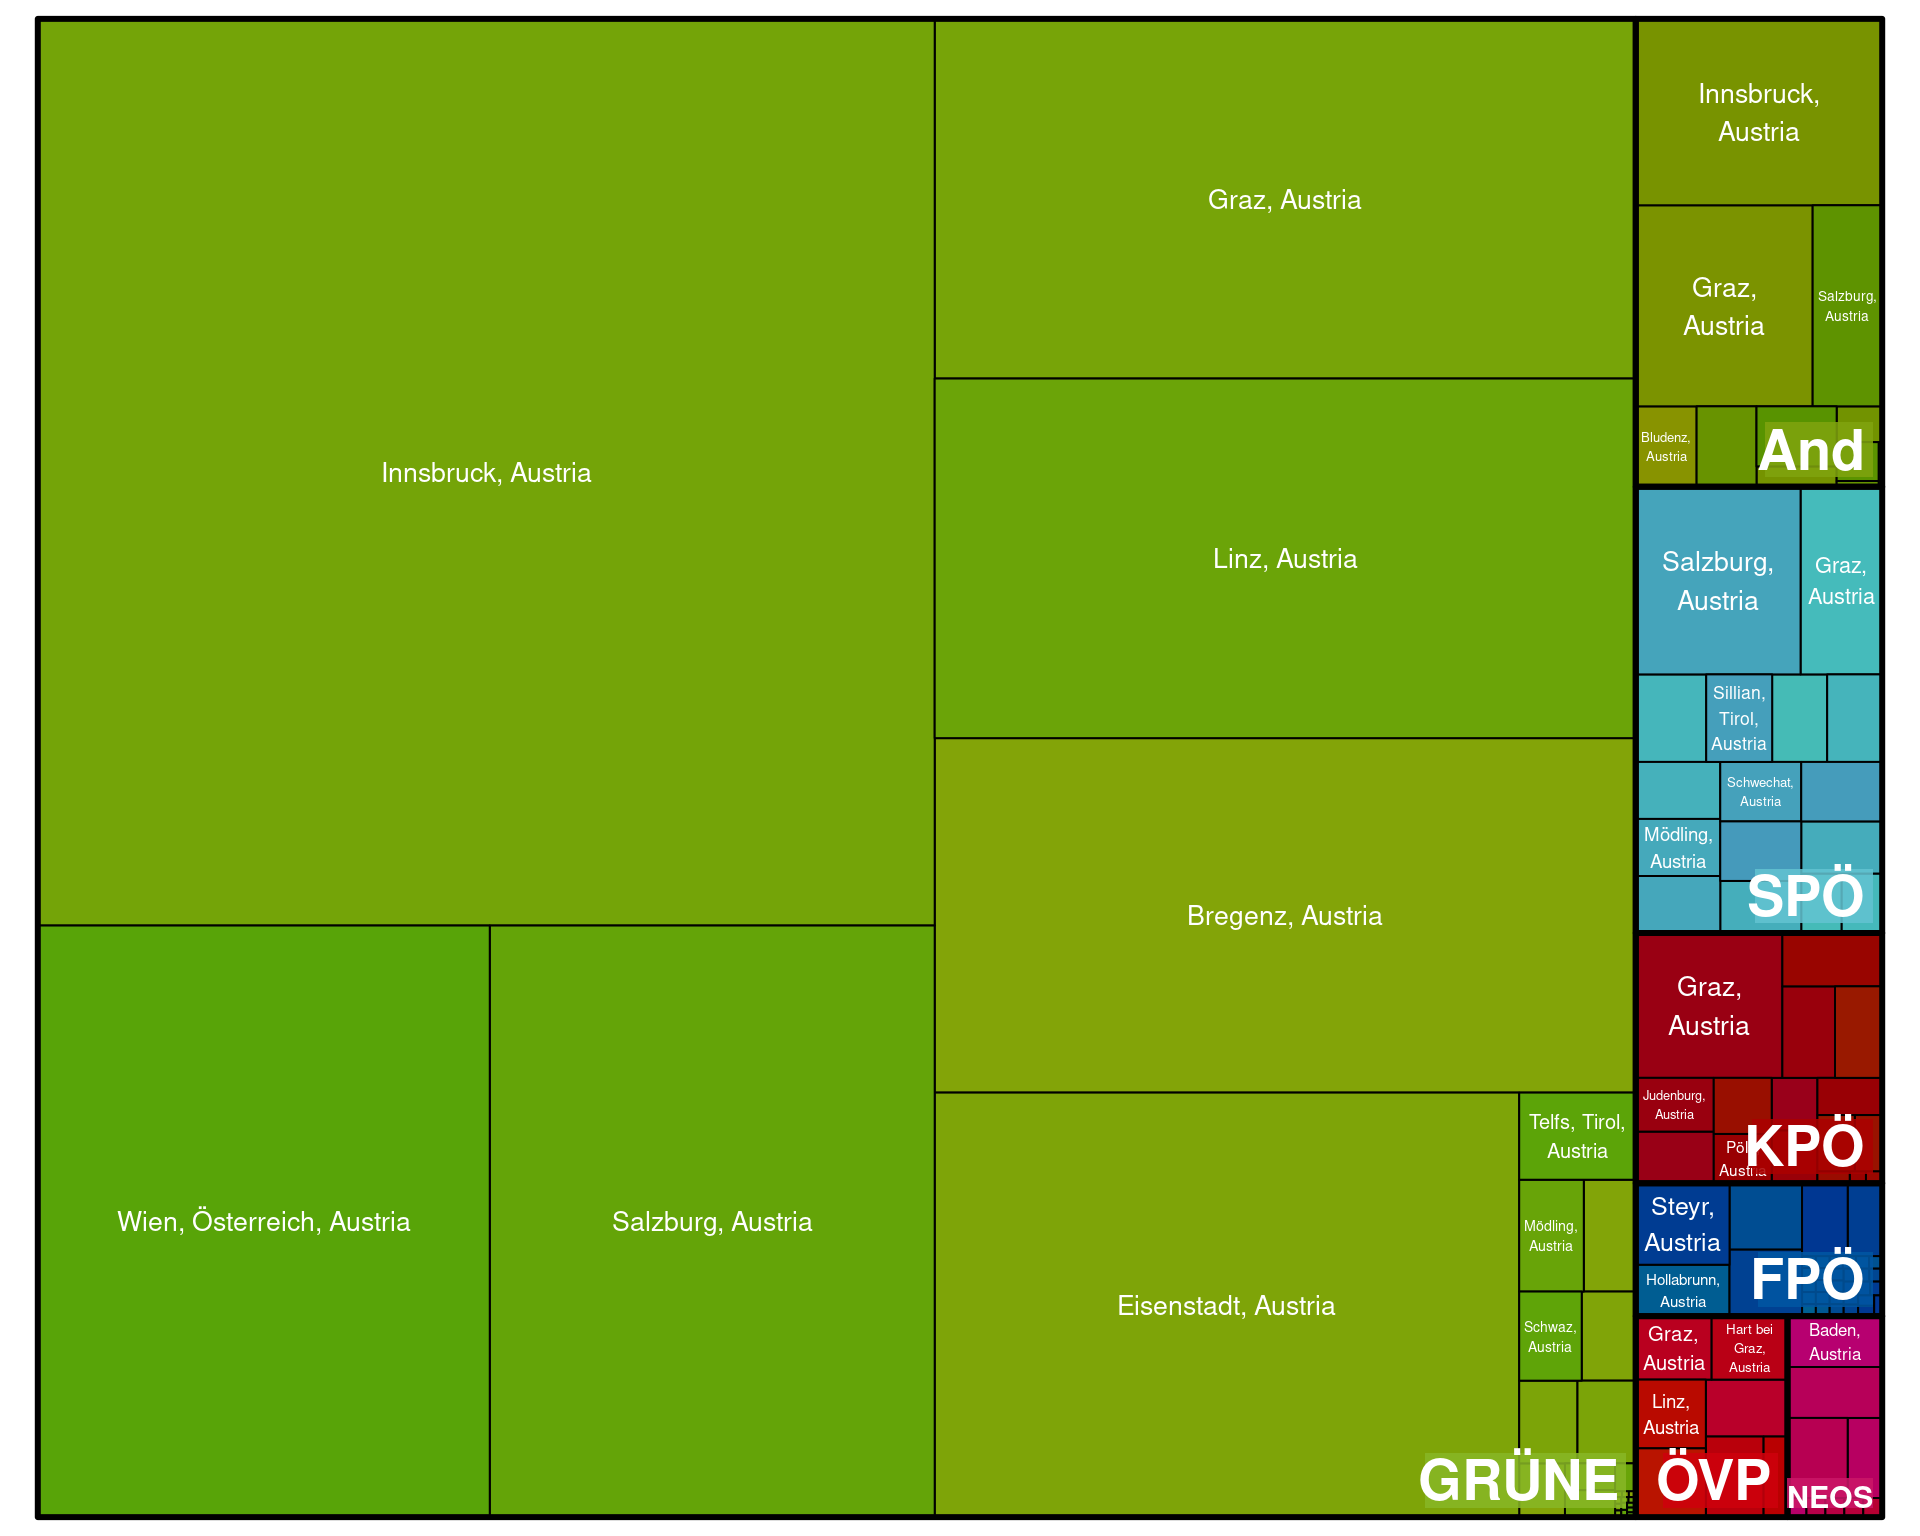 Innsbruck, Austria
Wien, Österreich, Austria
Salzburg, Austria
Graz, Austria
Linz, Austria
Bregenz, Austria
Eisenstadt, Austria
Telfs, Tirol,
Austria
Mödling,
Austria
Schwaz,
Austria
GRÜNE
Innsbruck,
Austria
Graz,
Austria
Salzburg,
Austria
Bludenz,
Austria
And
Salzburg,
Austria
Graz,
Austria
Sillian,
Tirol,
Austria
Schwechat,
Austria
Mödling,
Austria
SPÖ
Graz,
Austria
Judenburg,
Austria
Austria
KPÖ
Steyr,
Austria
Hollabrunn,
Austria
FPÖ
Graz,
Austria
Hart bei
Graz,
Austria
Linz,
Austria
ÖVP
Baden,
Austria
NEOS